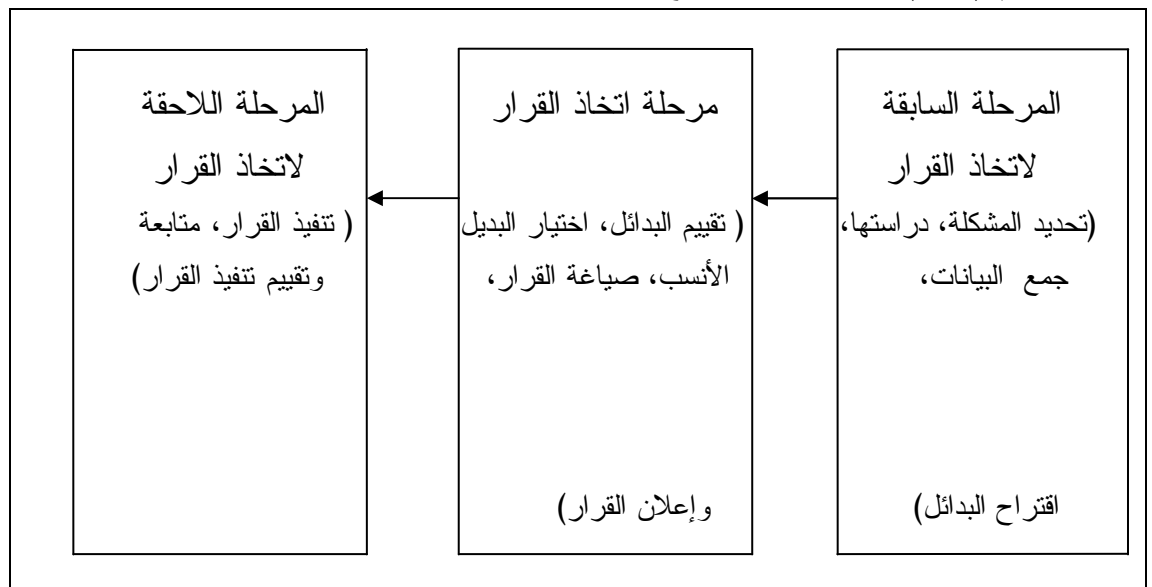 المرحلة السابقة
لاتخاذ القرار
(تحديد المشكلة، دراستها،
جمع البيانات،
اقتراح البدائل)
مرحلة اتخاذ القرار
( تقييم البدائل، اختيار البديل
الأنسب، صياغة القرار،
وإعلان القرار)
المرحلة اللاحقة
لاتخاذ القرار
( تنفيذ القرار، متابعة
وتقييم تنفيذ القرار)